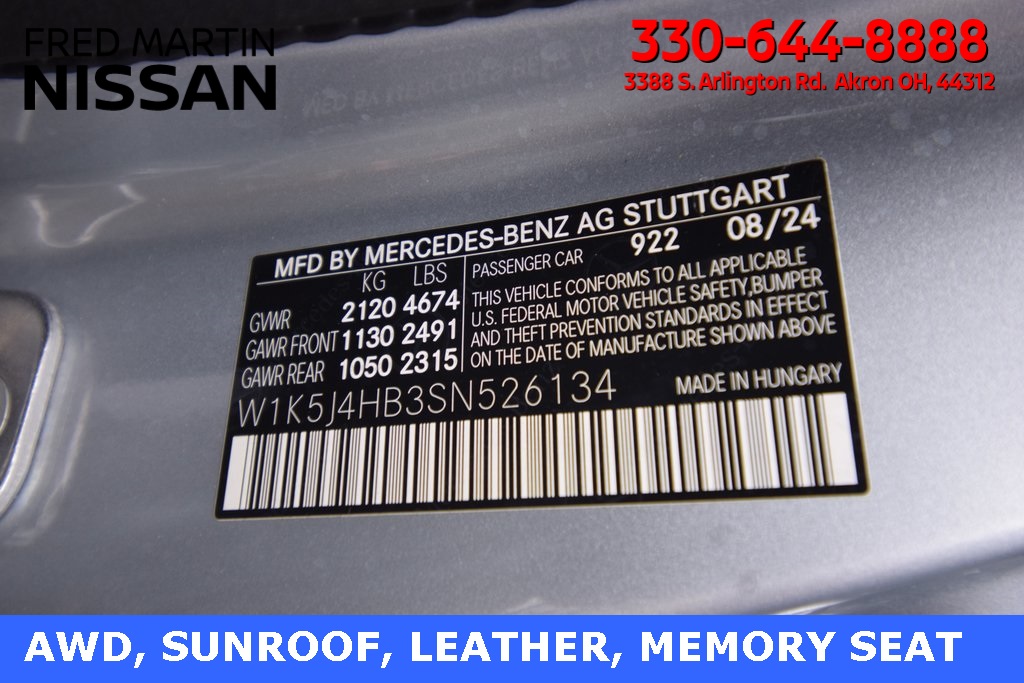 FRED MARTIN
NISSAN
330-644-8888
3388 S. Arlington Rd. Akron OH, 44312
MFD BY MERCEDES-BENZ AG STUTTGART
KG LBS
GVWR 2120 4674
GAWR FRONT 1130 2491
GAWR REAR 1050 2315
PASSENGER CAR 922 08/24
THIS VEHICLE CONFORMS TO ALL APPLICABLE
U.S. FEDERAL MOTOR VEHICLE SAFETY,BUMPER
AND THEFT PREVENTION STANDARDS IN EFFECT
ON THE DATE OF MANUFACTURE SHOWN ABOVE
W1K5J4HB3SN526134
MADE IN HUNGARY
AWD, SUNROOF, LEATHER, MEMORY SEAT